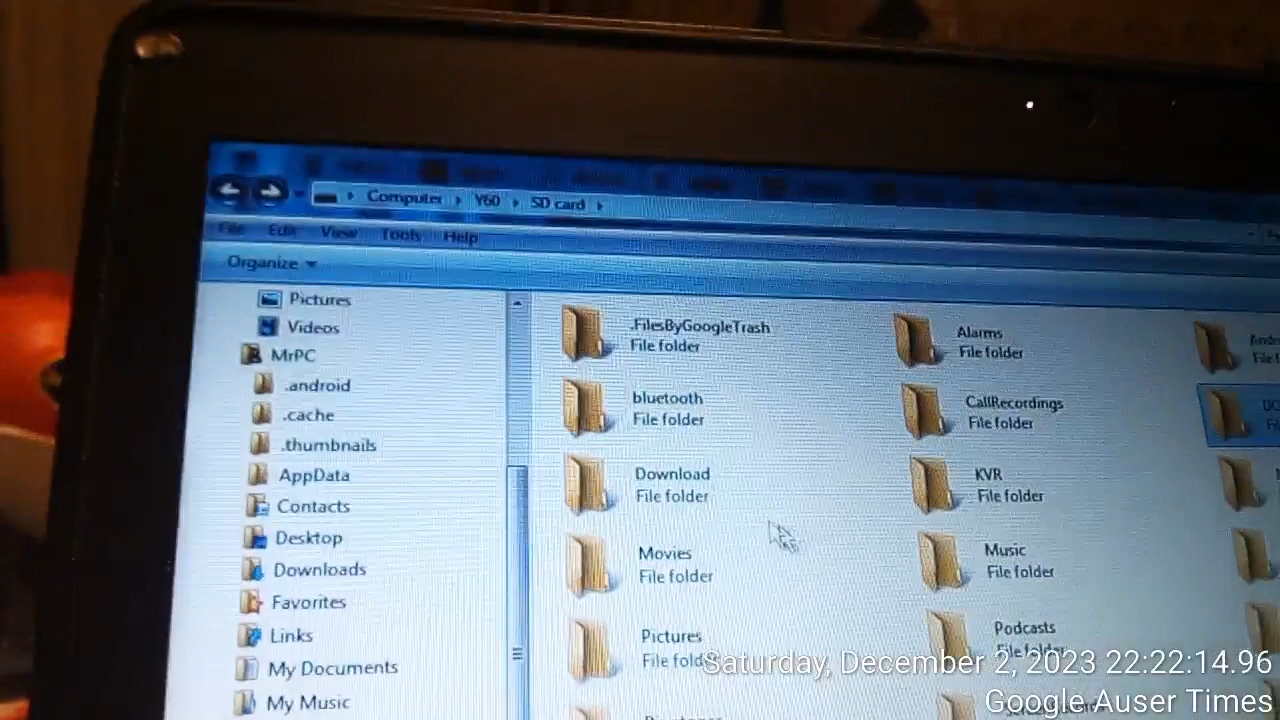 Computer Y60 SD card
File Edit View Tools Help
Organize
Pictures
Videos
MrPC
.android
.cache
.thumbnails
AppData
Contacts
Desktop
Downloads
Favorites
Links
My Documents
My Music
.FilesByGoogleTrash
File folder
Alarms
File folder
bluetooth
File folder
CallRecordings
File folder
Download
File folder
KVR
File folder
Movies
File folder
Music
File folder
Pictures
Podcasts
File folder
Saturday, December 2, 2023 22:22:14.96
Google Auser Times